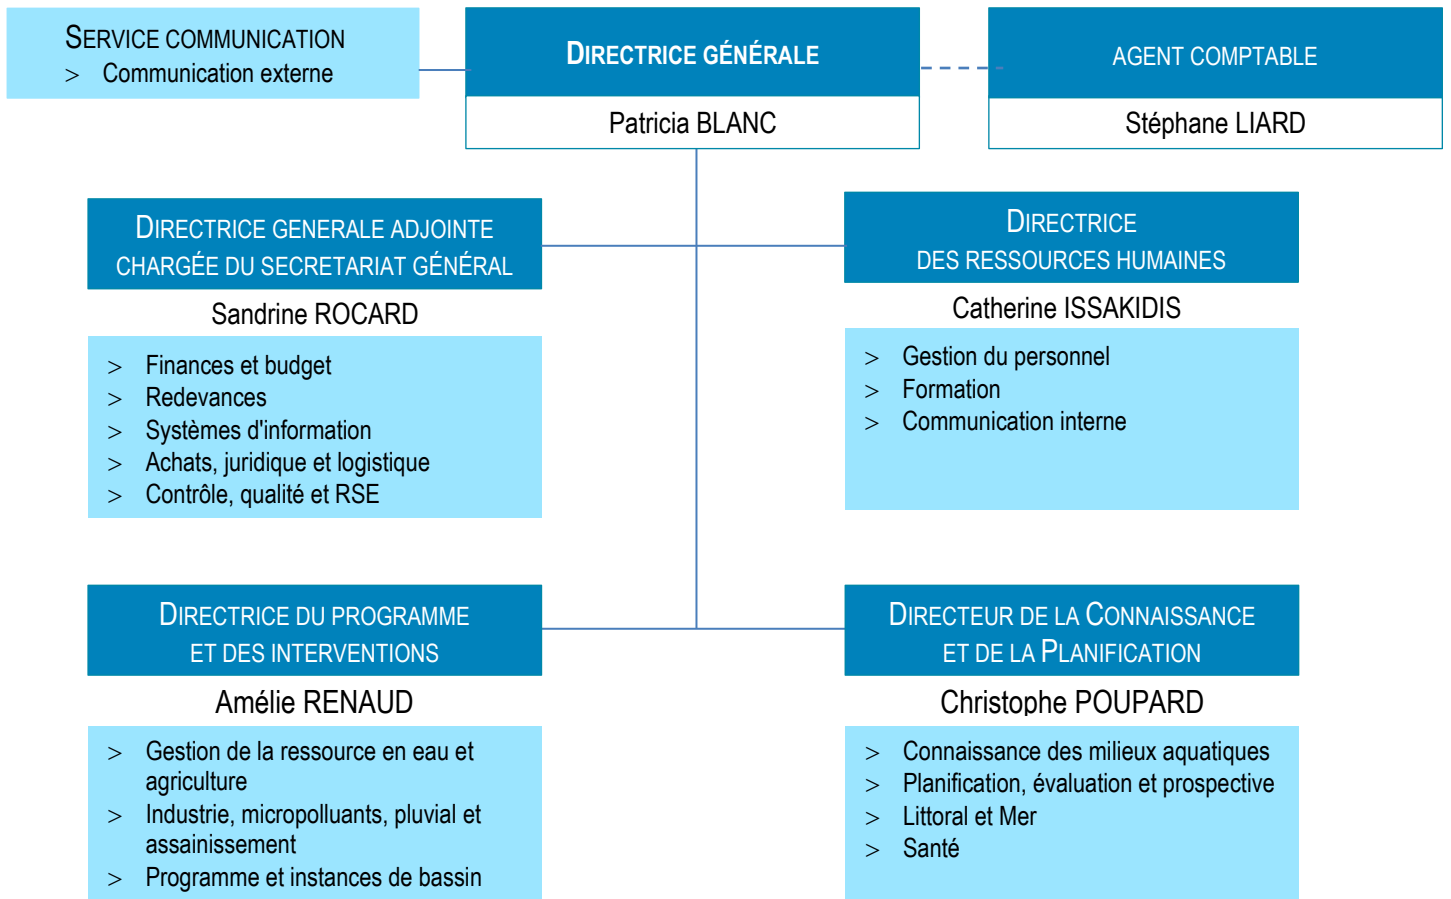 SERVICE COMMUNICATION
> Communication externe
DIRECTRICE GÉNÉRALE
Patricia BLANC
AGENT COMPTABLE
Stéphane LIARD
DIRECTRICE GENERALE ADJOINTE
CHARGÉE DU SECRETARIAT GÉNÉRAL
Sandrine ROCARD
> Finances et budget
> Redevances
> Systèmes d'information
> Achats, juridique et logistique
> Contrôle, qualité et RSE
DIRECTRICE
DES RESSOURCES HUMAINES
Catherine ISSAKIDIS
> Gestion du personnel
> Formation
> Communication interne
DIRECTRICE DU PROGRAMME
ET DES INTERVENTIONS
Amélie RENAUD
> Gestion de la ressource en eau et
agriculture
> Industrie, micropolluants, pluvial et
assainissement
> Programme et instances de bassin
DIRECTEUR DE LA CONNAISSANCE
ET DE LA PLANIFICATION
Christophe POUPARD
> Connaissance des milieux aquatiques
> Planification, évaluation et prospective
> Littoral et Mer
> Santé